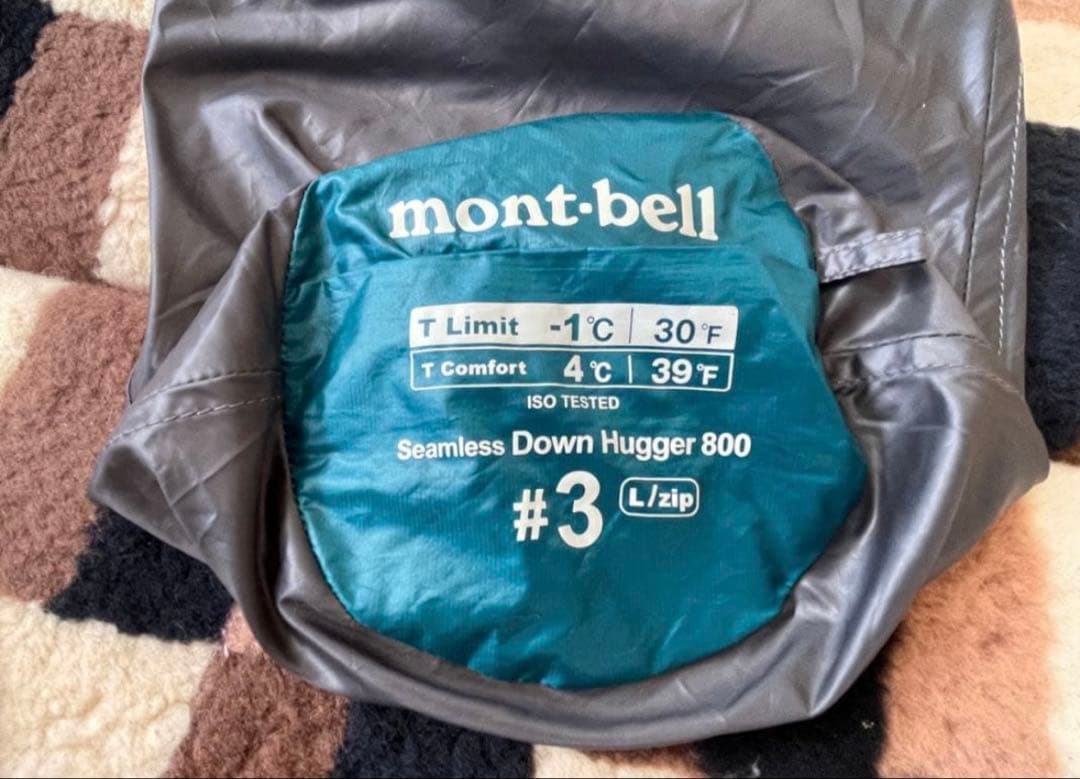 mont-bell
T Limit -1℃ | 30℉
T Comfort 4℃ | 39℉
ISO TESTED
Seamless Down Hugger 800
#3 L/zip